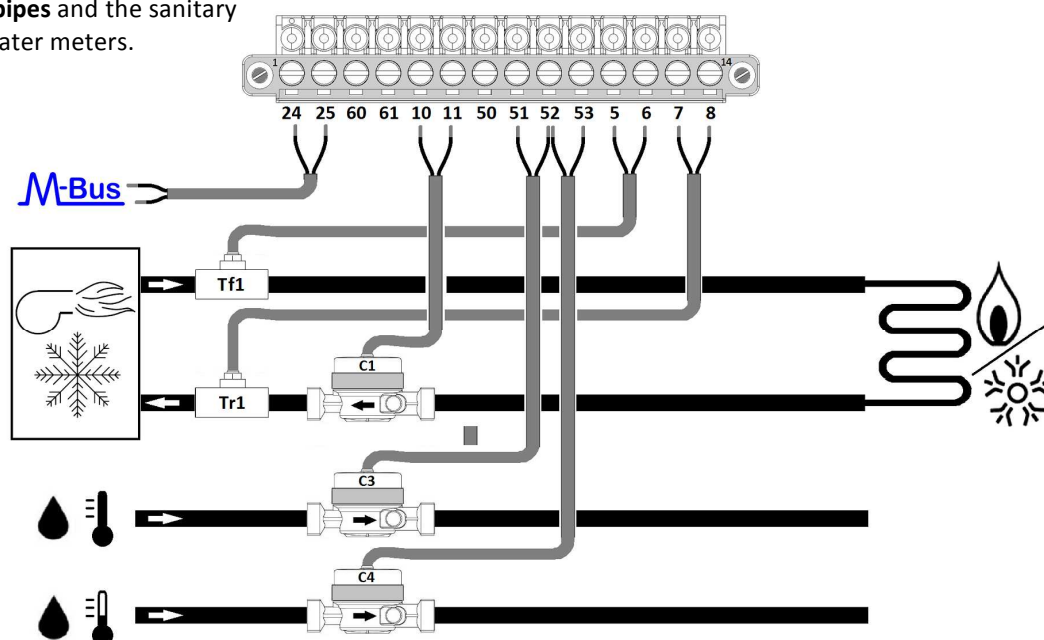 pipes and the sanitary
ater meters.
1 14
24 25 60 61 10 11 50 51 52 53 5 6 7 8
M-Bus
Tf1
C1
Tr1
C3
C4